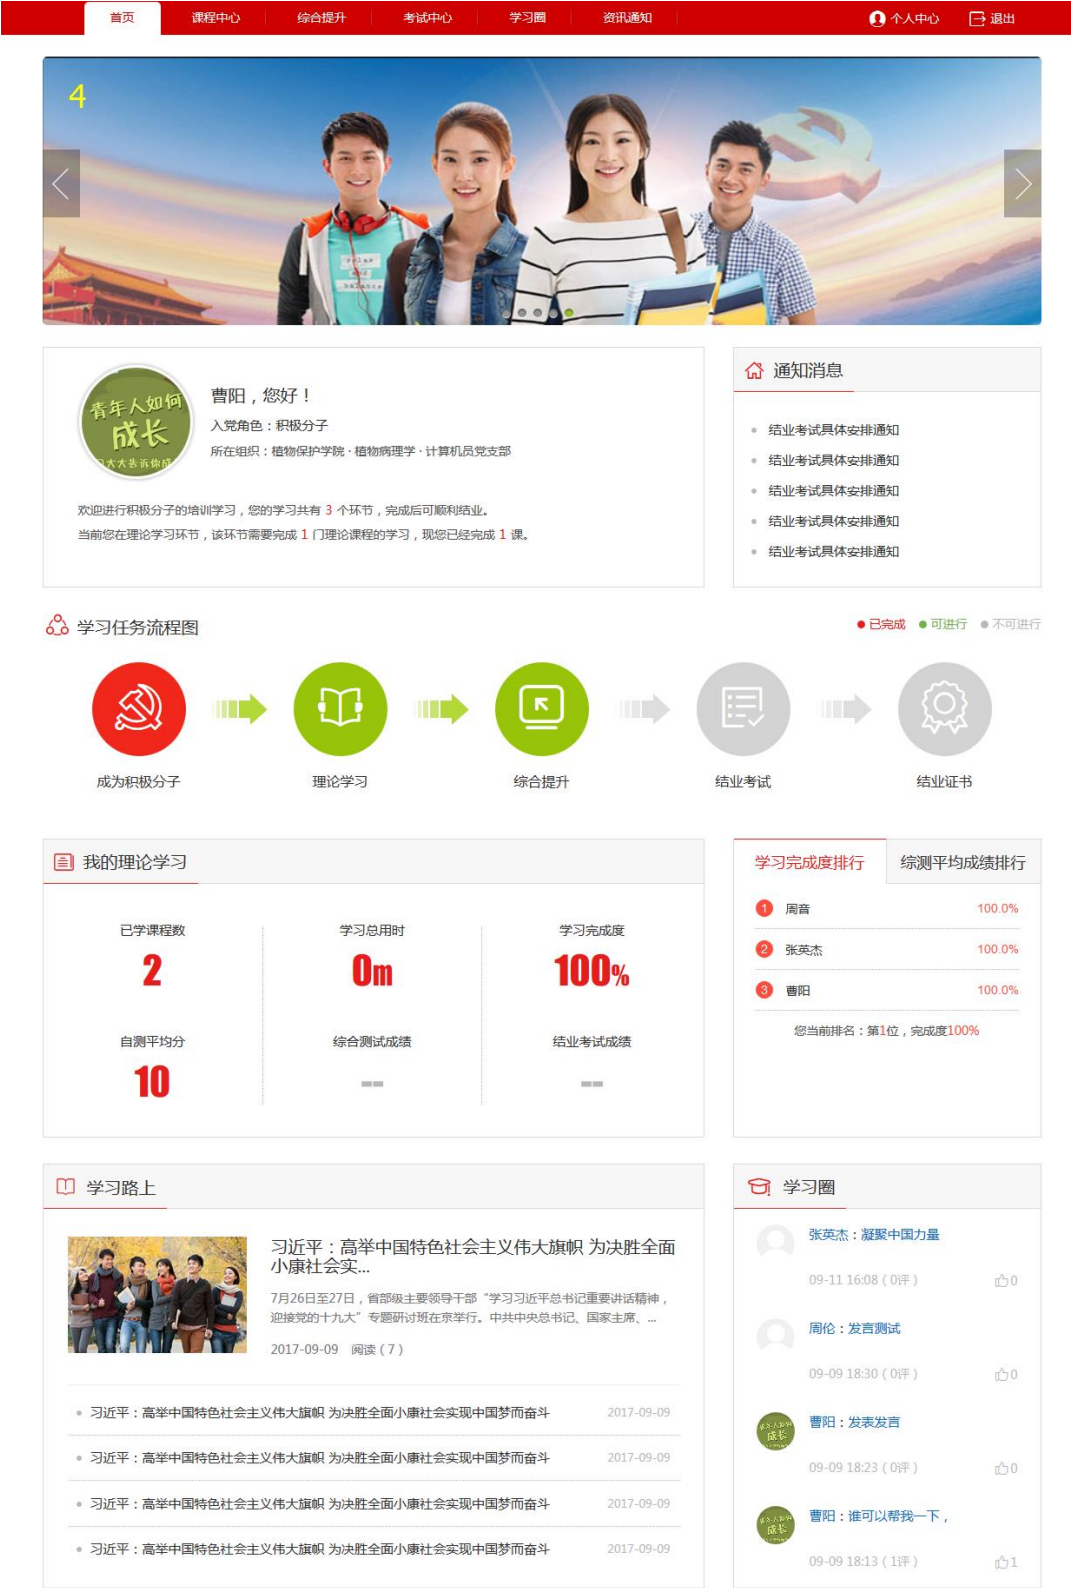 首页 课程中心 综合提升 考试中心 学习圈 资讯通知 个人中心 退出
4
曹阳，您好！
入党角色：积极分子
所在组织：植物保护学院·植物病理学·计算机员党支部
青年人如何
成长
欢迎进行积极分子的培训学习，您的学习共有 3 个环节，完成后可顺利结业。
当前您在理论学习环节，该环节需要完成 1 门理论课程的学习，现您已经完成 1 课。
通知消息
结业考试具体安排通知
结业考试具体安排通知
结业考试具体安排通知
结业考试具体安排通知
结业考试具体安排通知
学习任务流程图
已完成 可进行 不可进行
成为积极分子 理论学习 综合提升 结业考试 结业证书
我的理论学习
已学课程数 学习总用时 学习完成度
2 0m 100%
自测平均分 综合测试成绩 结业考试成绩
10 -- --
学习完成度排行 综测平均成绩排行
1 周音 100.0%
2 张英杰 100.0%
3 曹阳 100.0%
您当前排名：第1位，完成度100%
学习路上
习近平：高举中国特色社会主义伟大旗帜 为决胜全面
小康社会实...
7月26日至27日，省部级主要领导干部“学习习近平总书记重要讲话精神，
迎接党的十九大”专题研讨班在京举行。中共中央总书记、国家主席、...
2017-09-09 阅读（7）
习近平：高举中国特色社会主义伟大旗帜 为决胜全面小康社会实现中国梦而奋斗 2017-09-09
习近平：高举中国特色社会主义伟大旗帜 为决胜全面小康社会实现中国梦而奋斗 2017-09-09
习近平：高举中国特色社会主义伟大旗帜 为决胜全面小康社会实现中国梦而奋斗 2017-09-09
习近平：高举中国特色社会主义伟大旗帜 为决胜全面小康社会实现中国梦而奋斗 2017-09-09
学习圈
张英杰：凝聚中国力量
09-11 16:08（0评） 0
周伦：发言测试
09-09 18:30（0评） 0
曹阳：发表发言
09-09 18:23（0评） 0
曹阳：谁可以帮我一下，
09-09 18:13（1评） 1